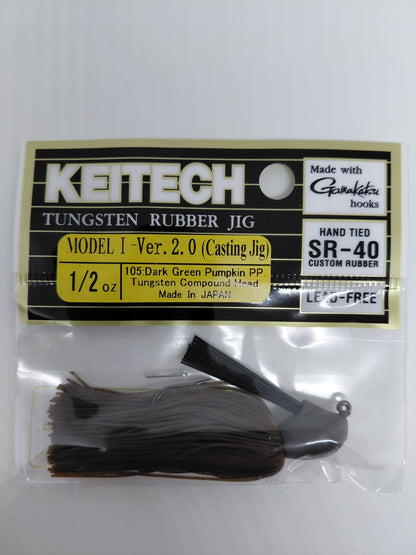 KEITECH
TUNGSTEN RUBBER JIG
MODEL I -Ver. 2.0 (Casting Jig)
1/2 oz
105:Dark Green Pumpkin PP.
Tungsten Compound Head
Made In JAPAN
Made with
Gamakatsu
hooks
HAND TIED
SR-40
CUSTOM RUBBER
LEAD-FREE